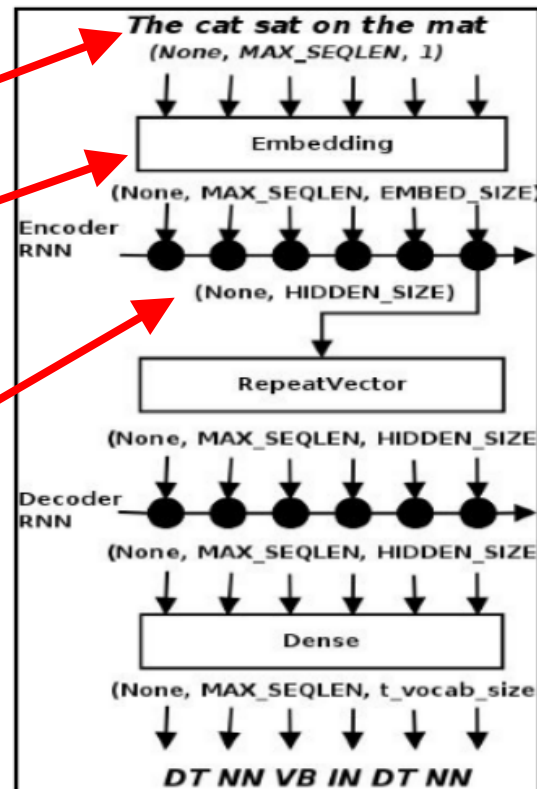 The cat sat on the mat
(None, MAX_SEQLEN, 1)
Embedding
(None, MAX_SEQLEN, EMBED_SIZE)
Encoder
RNN
(None, HIDDEN_SIZE)
RepeatVector
(None, MAX_SEQLEN, HIDDEN_SIZE
Decoder
RNN
(None, MAX_SEQLEN, HIDDEN_SIZE
Dense
(None, MAX_SEQLEN, t_vocab_size
DT NN VB IN DT NN